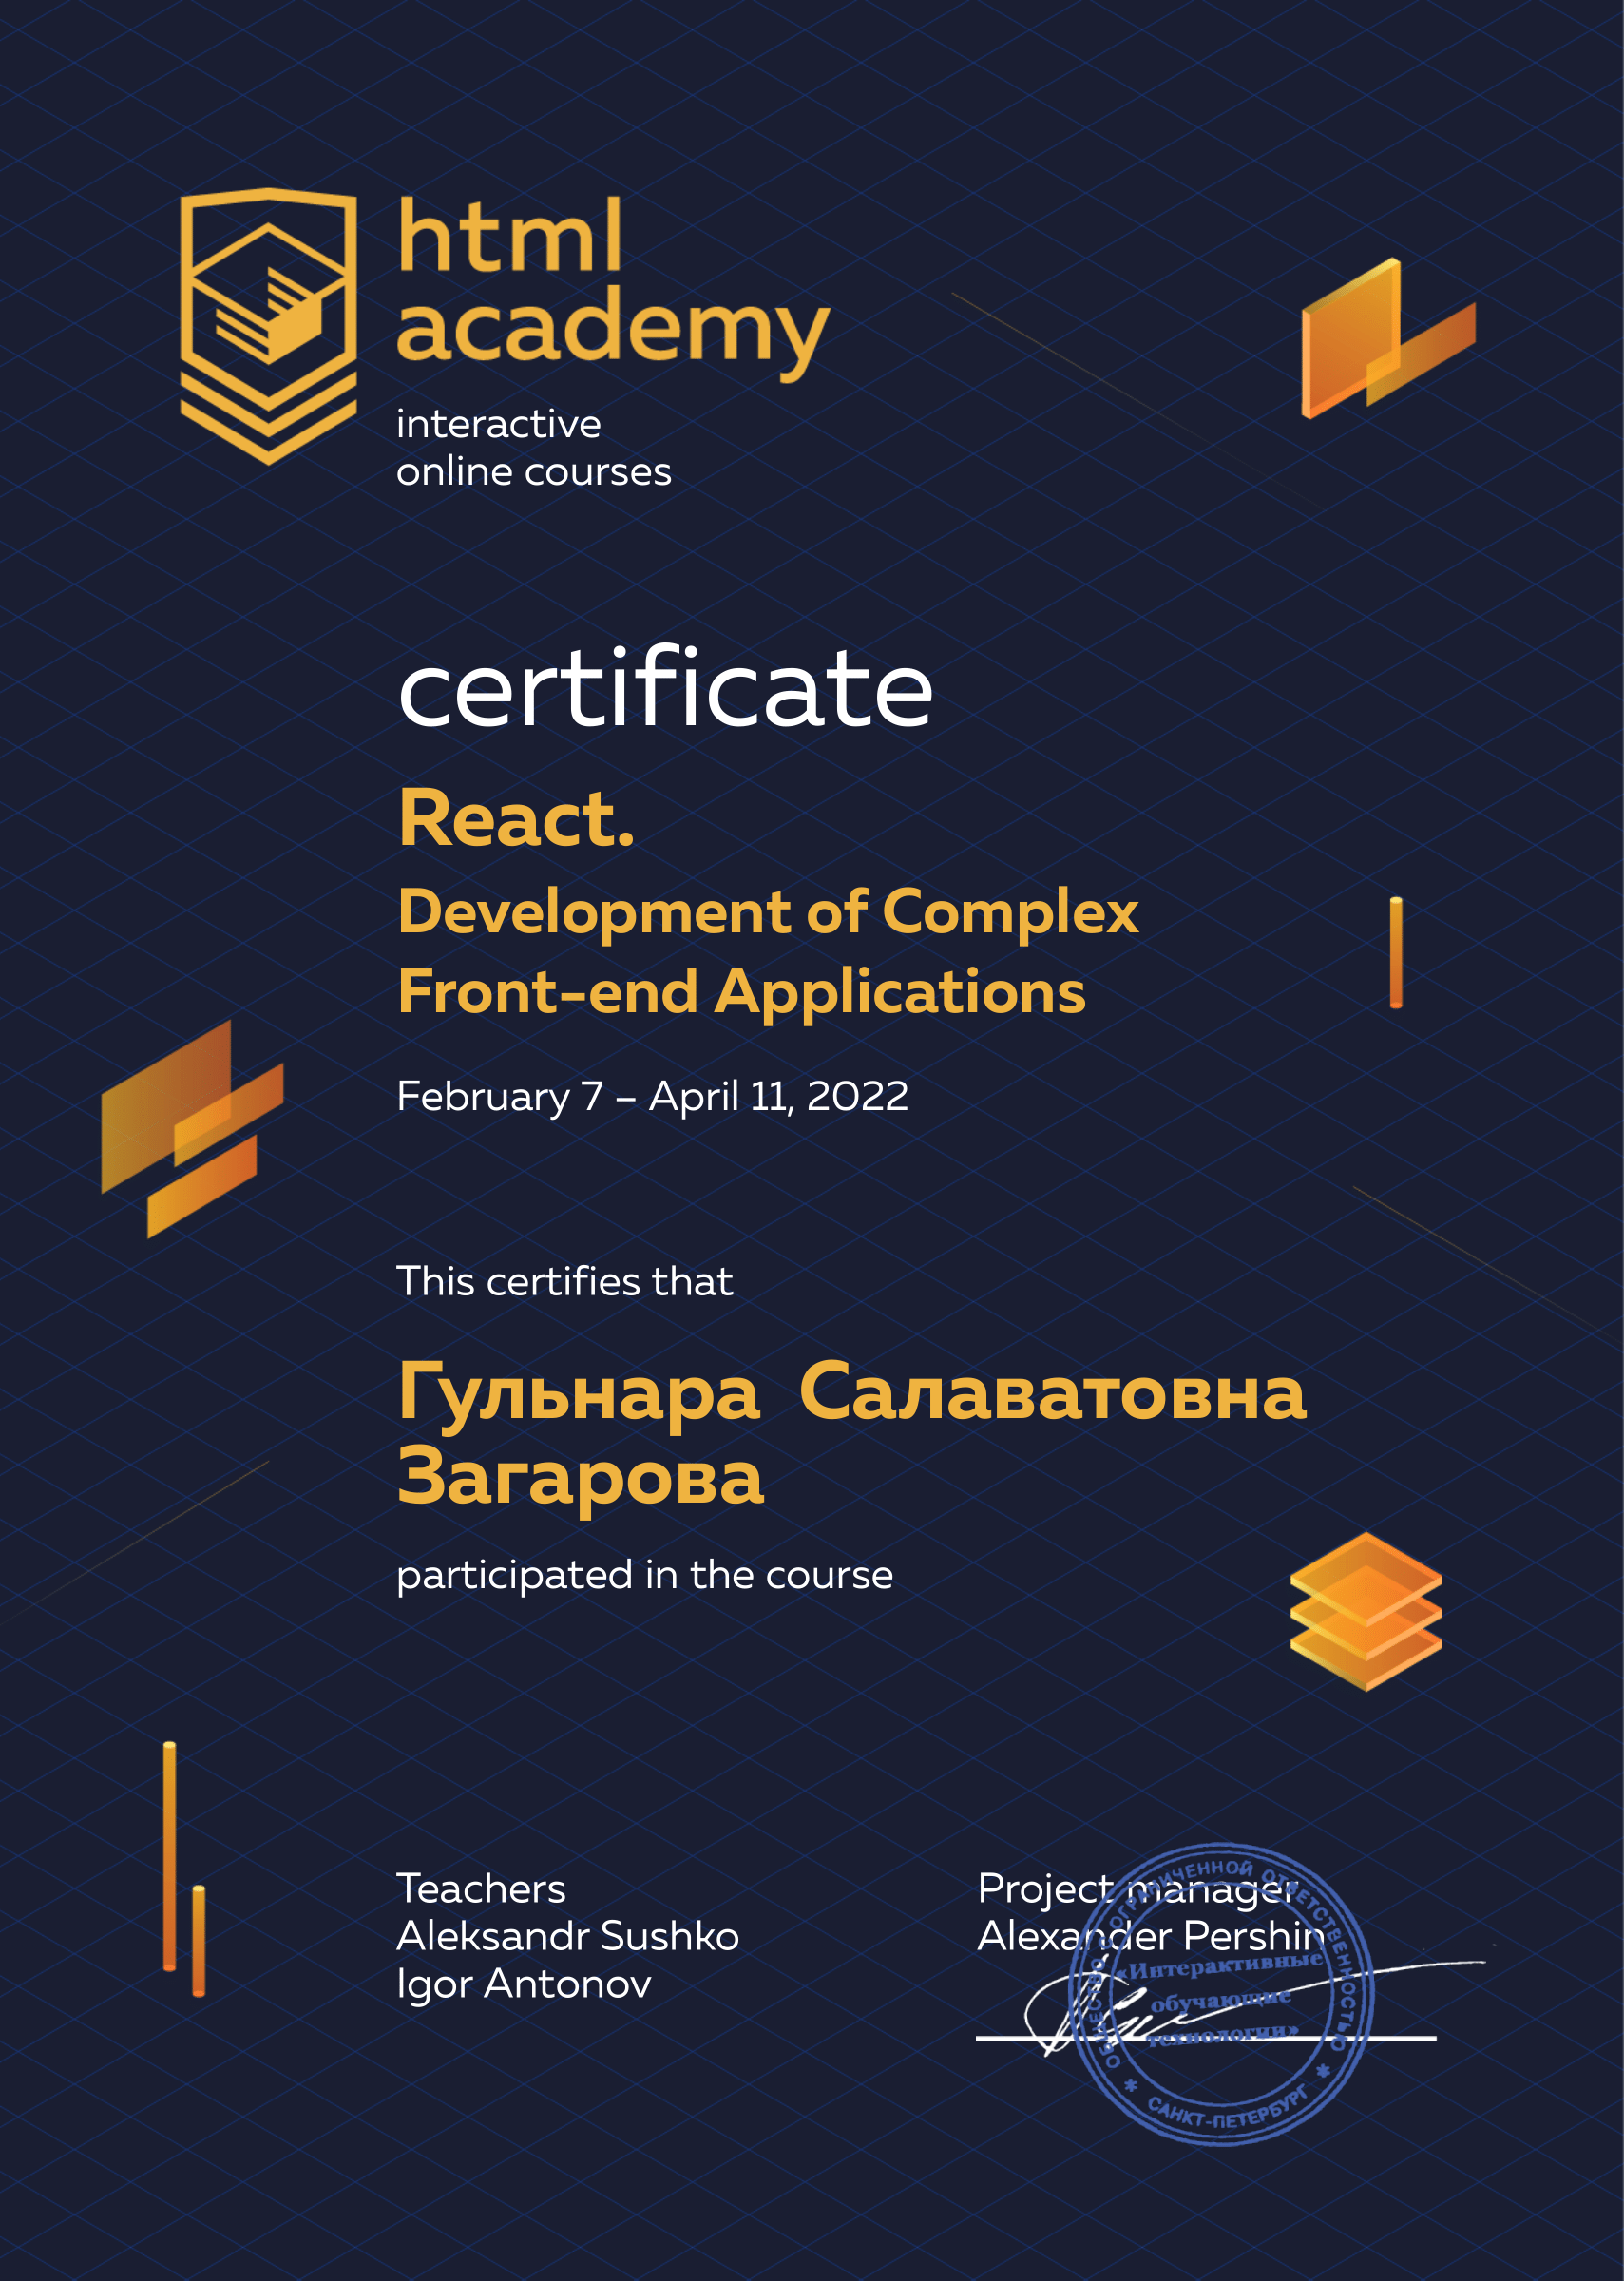 html
academy
interactive
online courses
certificate
React.
Development of Complex
Front-end Applications
February 7 – April 11, 2022
This certifies that
Гульнара Салаватовна
Загарова
participated in the course
Teachers
Aleksandr Sushko
Igor Antonov
Project manager
Alexander Pershin
ОБЩЕСТВО С ОГРАНИЧЕННОЙ ОТВЕТСТВЕННОСТЬЮ
«Интерактивные
обучающие
технологии»
* САНКТ-ПЕТЕРБУРГ *